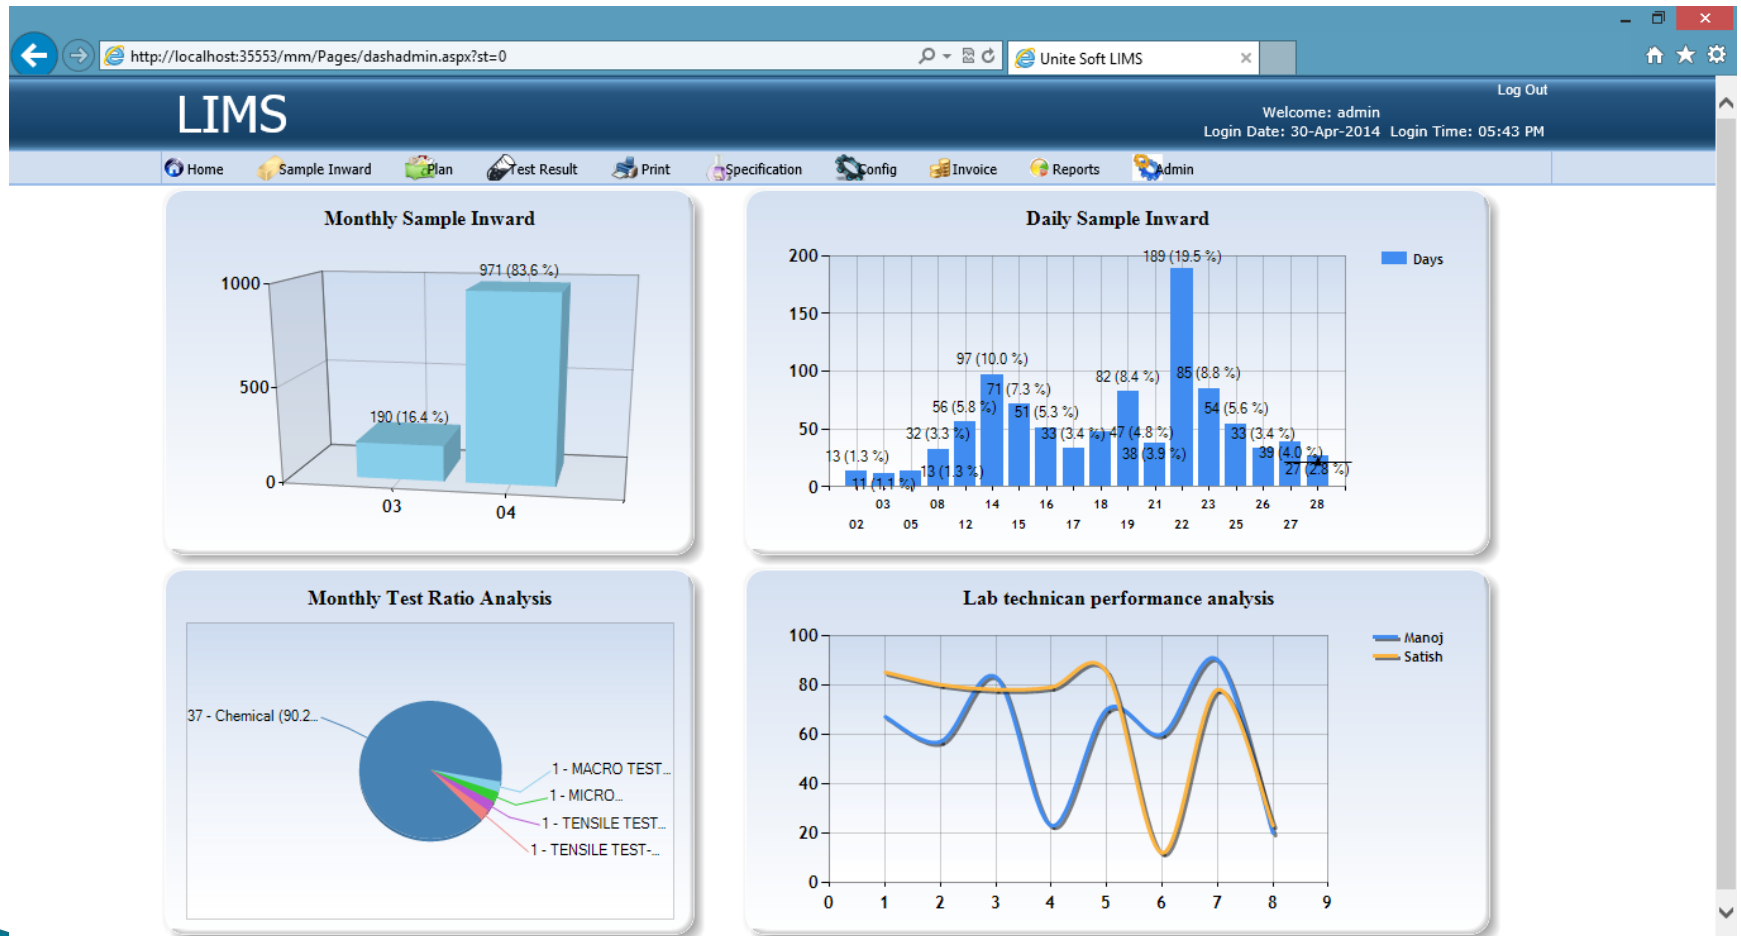 http://localhost:35553/mm/Pages/dashadmin.aspx?st=0
Unite Soft LIMS
Log Out
LIMS
Welcome: admin
Login Date: 30-Apr-2014 Login Time: 05:43 PM
Home Sample Inward Plan Test Result Print Specification Config Invoice Reports Admin
Monthly Sample Inward
1000
500
0
971 (83.6 %)
190 (16.4 %)
03 04
Daily Sample Inward
Days
200
150
100
50
0
189 (19.5 %)
97 (10.0 %)
82 (8.4 %)
85 (8.8 %)
71 (7.3 %)
56 (5.8 %)
51 (5.3 %)
54 (5.6 %)
32 (3.3 %)
33 (3.4 %)
47 (4.8 %)
33 (3.4 %)
13 (1.3 %)
38 (3.9 %)
39 (4.0 %)
13 (1.3 %)
27 (2.8 %)
11 (1.1 %)
03 08 14 16 18 21 23 26 28
02 05 12 15 17 19 22 25 27
Monthly Test Ratio Analysis
37 - Chemical (90.2...
1 - MACRO TEST...
1 - MICRO...
1 - TENSILE TEST...
1 - TENSILE TEST-...
Lab technican performance analysis
Manoj
Satish
100
80
60
40
20
0
0 1 2 3 4 5 6 7 8 9